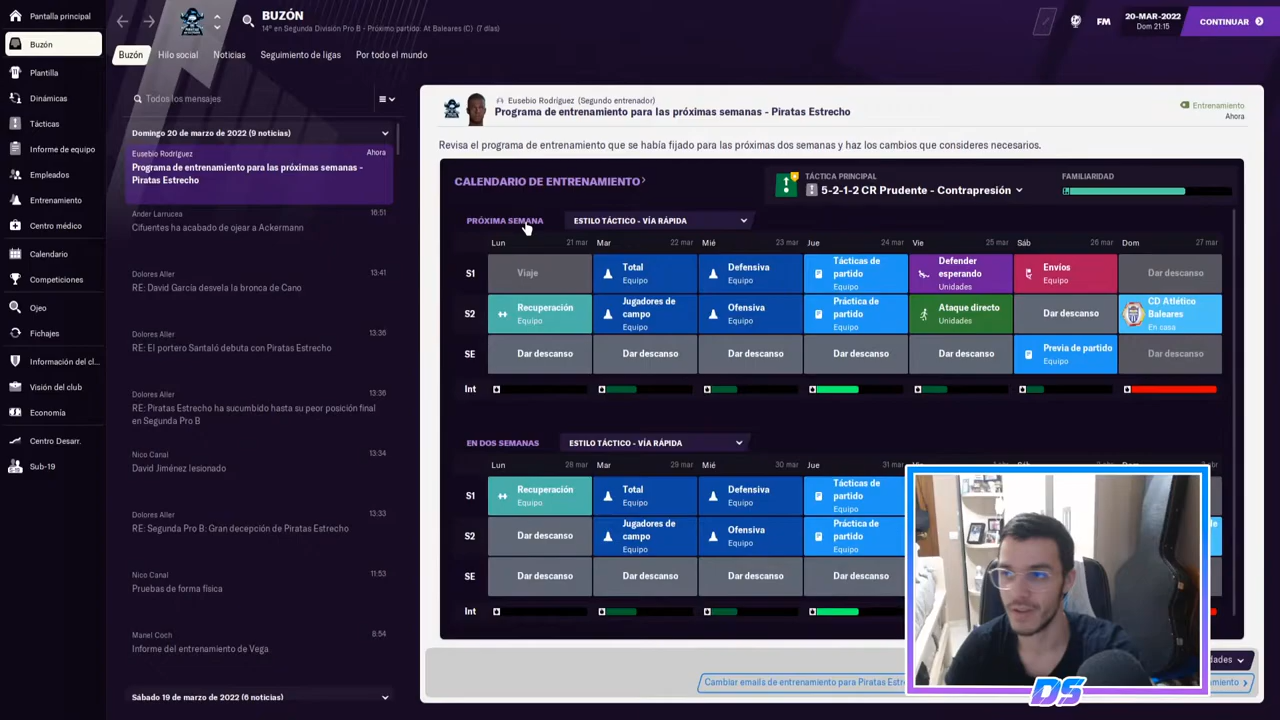 Pantalla principal
Buzón
Plantilla
Dinámicas
Tácticas
Informe de equipo
Empleados
Entrenamiento
Centro médico
Calendario
Competiciones
Ojeo
Fichajes
Información del cl...
Visión del club
Economía
Centro Desarr.
Sub-19
BUZÓN
14º en Segunda División Pro B - Próximo partido: At Baleares (C) (7 días)
FM
20-MAR-2022
Dom 21:15
CONTINUAR
Buzón
Hilo social
Noticias
Seguimiento de ligas
Por todo el mundo
Todos los mensajes
Domingo 20 de marzo de 2022 (9 noticias)
Eusebio Rodríguez
Ahora
Programa de entrenamiento para las próximas semanas -
Piratas Estrecho
Ander Larrucea
16:51
Cifuentes ha acabado de ojear a Ackermann
Dolores Aller
13:41
RE: David García desvela la bronca de Cano
Dolores Aller
13:36
RE: El portero Santaló debuta con Piratas Estrecho
Dolores Aller
13:36
RE: Piratas Estrecho ha sucumbido hasta su peor posición final
en Segunda Pro B
Nico Canal
13:34
David Jiménez lesionado
Dolores Aller
13:33
RE: Segunda Pro B: Gran decepción de Piratas Estrecho
Nico Canal
11:53
Pruebas de forma física
Manel Coch
8:54
Informe del entrenamiento de Vega
Sábado 19 de marzo de 2022 (6 noticias)
Eusebio Rodríguez (Segundo entrenador)
Programa de entrenamiento para las próximas semanas - Piratas Estrecho
Entrenamiento
Ahora
Revisa el programa de entrenamiento que se había fijado para las próximas dos semanas y haz los cambios que consideres necesarios.
CALENDARIO DE ENTRENAMIENTO
TÁCTICA PRINCIPAL
5-2-1-2 CR Prudente - Contrapresión
FAMILIARIDAD
PRÓXIMA SEMANA
ESTILO TÁCTICO - VÍA RÁPIDA
Lun 21 mar Mar 22 mar Mié 23 mar Jue 24 mar Vie 25 mar Sáb 26 mar Dom 27 mar
S1
Viaje
Total
Equipo
Defensiva
Equipo
Tácticas de
partido
Equipo
Defender
esperando
Unidades
Envíos
Equipo
Dar descanso
S2
Recuperación
Equipo
Jugadores de
campo
Equipo
Ofensiva
Equipo
Práctica de
partido
Equipo
Ataque directo
Unidades
Dar descanso
CD Atlético
Baleares
En casa
SE
Dar descanso
Dar descanso
Dar descanso
Dar descanso
Dar descanso
Previa de partido
Equipo
Dar descanso
Int
EN DOS SEMANAS
ESTILO TÁCTICO - VÍA RÁPIDA
Lun 28 mar Mar 29 mar Mié 30 mar Jue 31 mar
S1
Recuperación
Equipo
Total
Equipo
Defensiva
Equipo
Tácticas de
partido
Equipo
S2
Dar descanso
Jugadores de
campo
Equipo
Ofensiva
Equipo
Práctica de
partido
Equipo
SE
Dar descanso
Dar descanso
Dar descanso
Dar descanso
Int
Cambiar emails de entrenamiento para Piratas Estre
DS